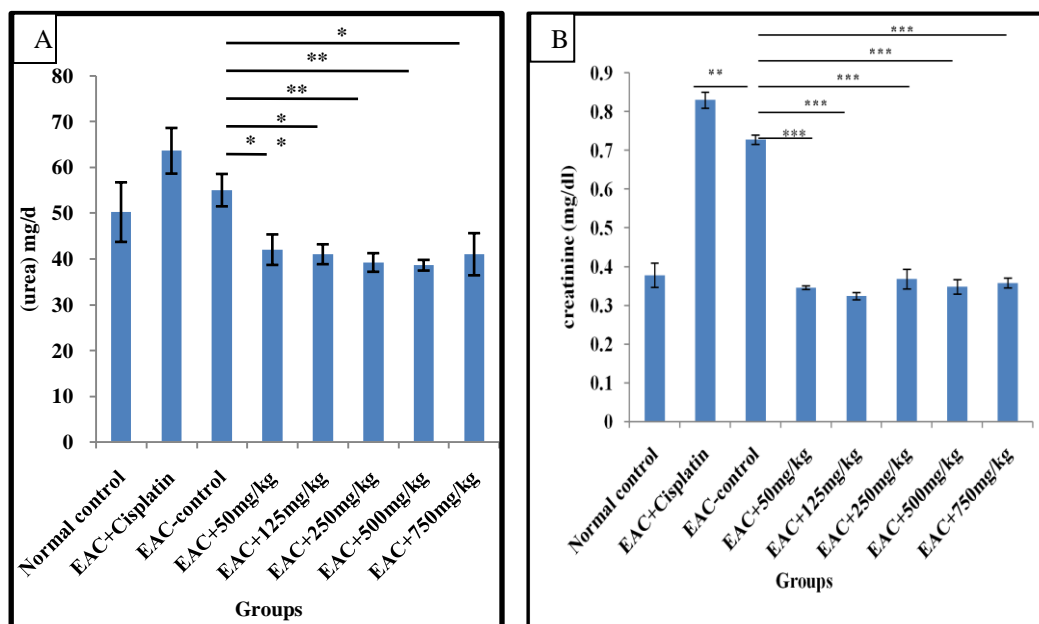 A
*
**
**
*
* *
90
80
70
60
50
40
30
20
10
0
(urea) mg/d
Normal control
EAC+Cisplatin
EAC-control
EAC+50mg/kg
EAC+125mg/kg
EAC+250mg/kg
EAC+500mg/kg
EAC+750mg/kg
Groups
B
***
***
***
***
***
**
0.9
0.8
0.7
0.6
0.5
0.4
0.3
0.2
0.1
0
creatinine (mg/dl)
Normal control
EAC+Cisplatin
EAC-control
EAC+50mg/kg
EAC+125mg/kg
EAC+250mg/kg
EAC+500mg/kg
EAC+750mg/kg
Groups